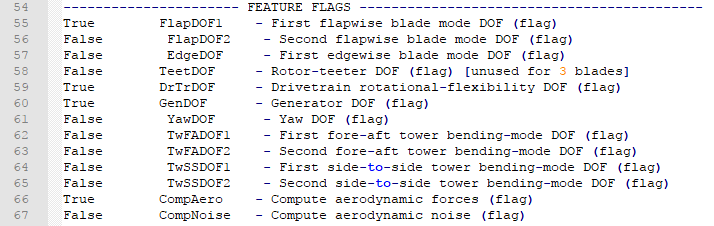 54 ---------------------- FEATURE FLAGS -------------------------------------------
55 True FlapDOF1 - First flapwise blade mode DOF (flag)
56 False FlapDOF2 - Second flapwise blade mode DOF (flag)
57 False EdgeDOF - First edgewise blade mode DOF (flag)
58 False TeetDOF - Rotor-teeter DOF (flag) [unused for 3 blades]
59 True DrTrDOF - Drivetrain rotational-flexibility DOF (flag)
60 True GenDOF - Generator DOF (flag)
61 False YawDOF - Yaw DOF (flag)
62 False TwFADOF1 - First fore-aft tower bending-mode DOF (flag)
63 False TwFADOF2 - Second fore-aft tower bending-mode DOF (flag)
64 False TwSSDOF1 - First side-to-side tower bending-mode DOF (flag)
65 False TwSSDOF2 - Second side-to-side tower bending-mode DOF (flag)
66 True CompAero - Compute aerodynamic forces (flag)
67 False CompNoise - Compute aerodynamic noise (flag)